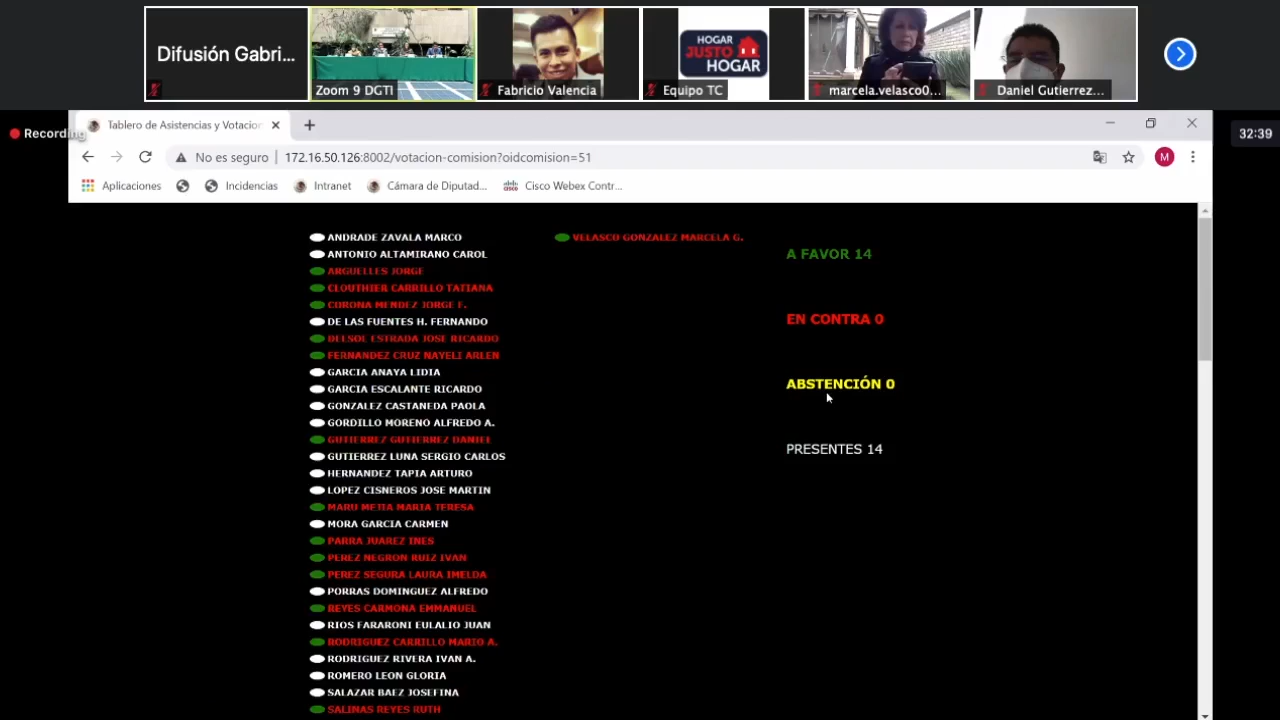 Difusión Gabri...
Zoom 9 DGTI
Fabricio Valencia
HOGAR
JUSTO
HOGAR
Equipo TC
marcela.velasco0...
Daniel Gutierrez...
Recording
Tablero de Asistencias y Votacion
32:39
No es seguro
172.16.50.126:8002/votacion-comision?oidcomision=51
M
Aplicaciones
Incidencias
Intranet
Cámara de Diputad...
Cisco Webex Contr...
ANDRADE ZAVALA MARCO
ANTONIO ALTAMIRANO CAROL
ARGUELLES JORGE
CLOUTHIER CARRILLO TATIANA
CORONA MENDEZ JORGE F.
DE LAS FUENTES H. FERNANDO
DELSOL ESTRADA JOSE RICARDO
FERNANDEZ CRUZ NAYELI ARLEN
GARCIA ANAYA LIDIA
GARCIA ESCALANTE RICARDO
GONZALEZ CASTANEDA PAOLA
GORDILLO MORENO ALFREDO A.
GUTIERREZ GUTIERREZ DANIEL
GUTIERREZ LUNA SERGIO CARLOS
HERNANDEZ TAPIA ARTURO
LOPEZ CISNEROS JOSE MARTIN
MARU MEJIA MARIA TERESA
MORA GARCIA CARMEN
PARRA JUAREZ INES
PEREZ NEGRON RUIZ IVAN
PEREZ SEGURA LAURA IMELDA
PORRAS DOMINGUEZ ALFREDO
REYES CARMONA EMMANUEL
RIOS FARARONI EULALIO JUAN
RODRIGUEZ CARRILLO MARIO A.
RODRIGUEZ RIVERA IVAN A.
ROMERO LEON GLORIA
SALAZAR BAEZ JOSEFINA
SALINAS REYES RUTH
VELASCO GONZALEZ MARCELA G.
A FAVOR 14
EN CONTRA 0
ABSTENCIÓN 0
PRESENTES 14